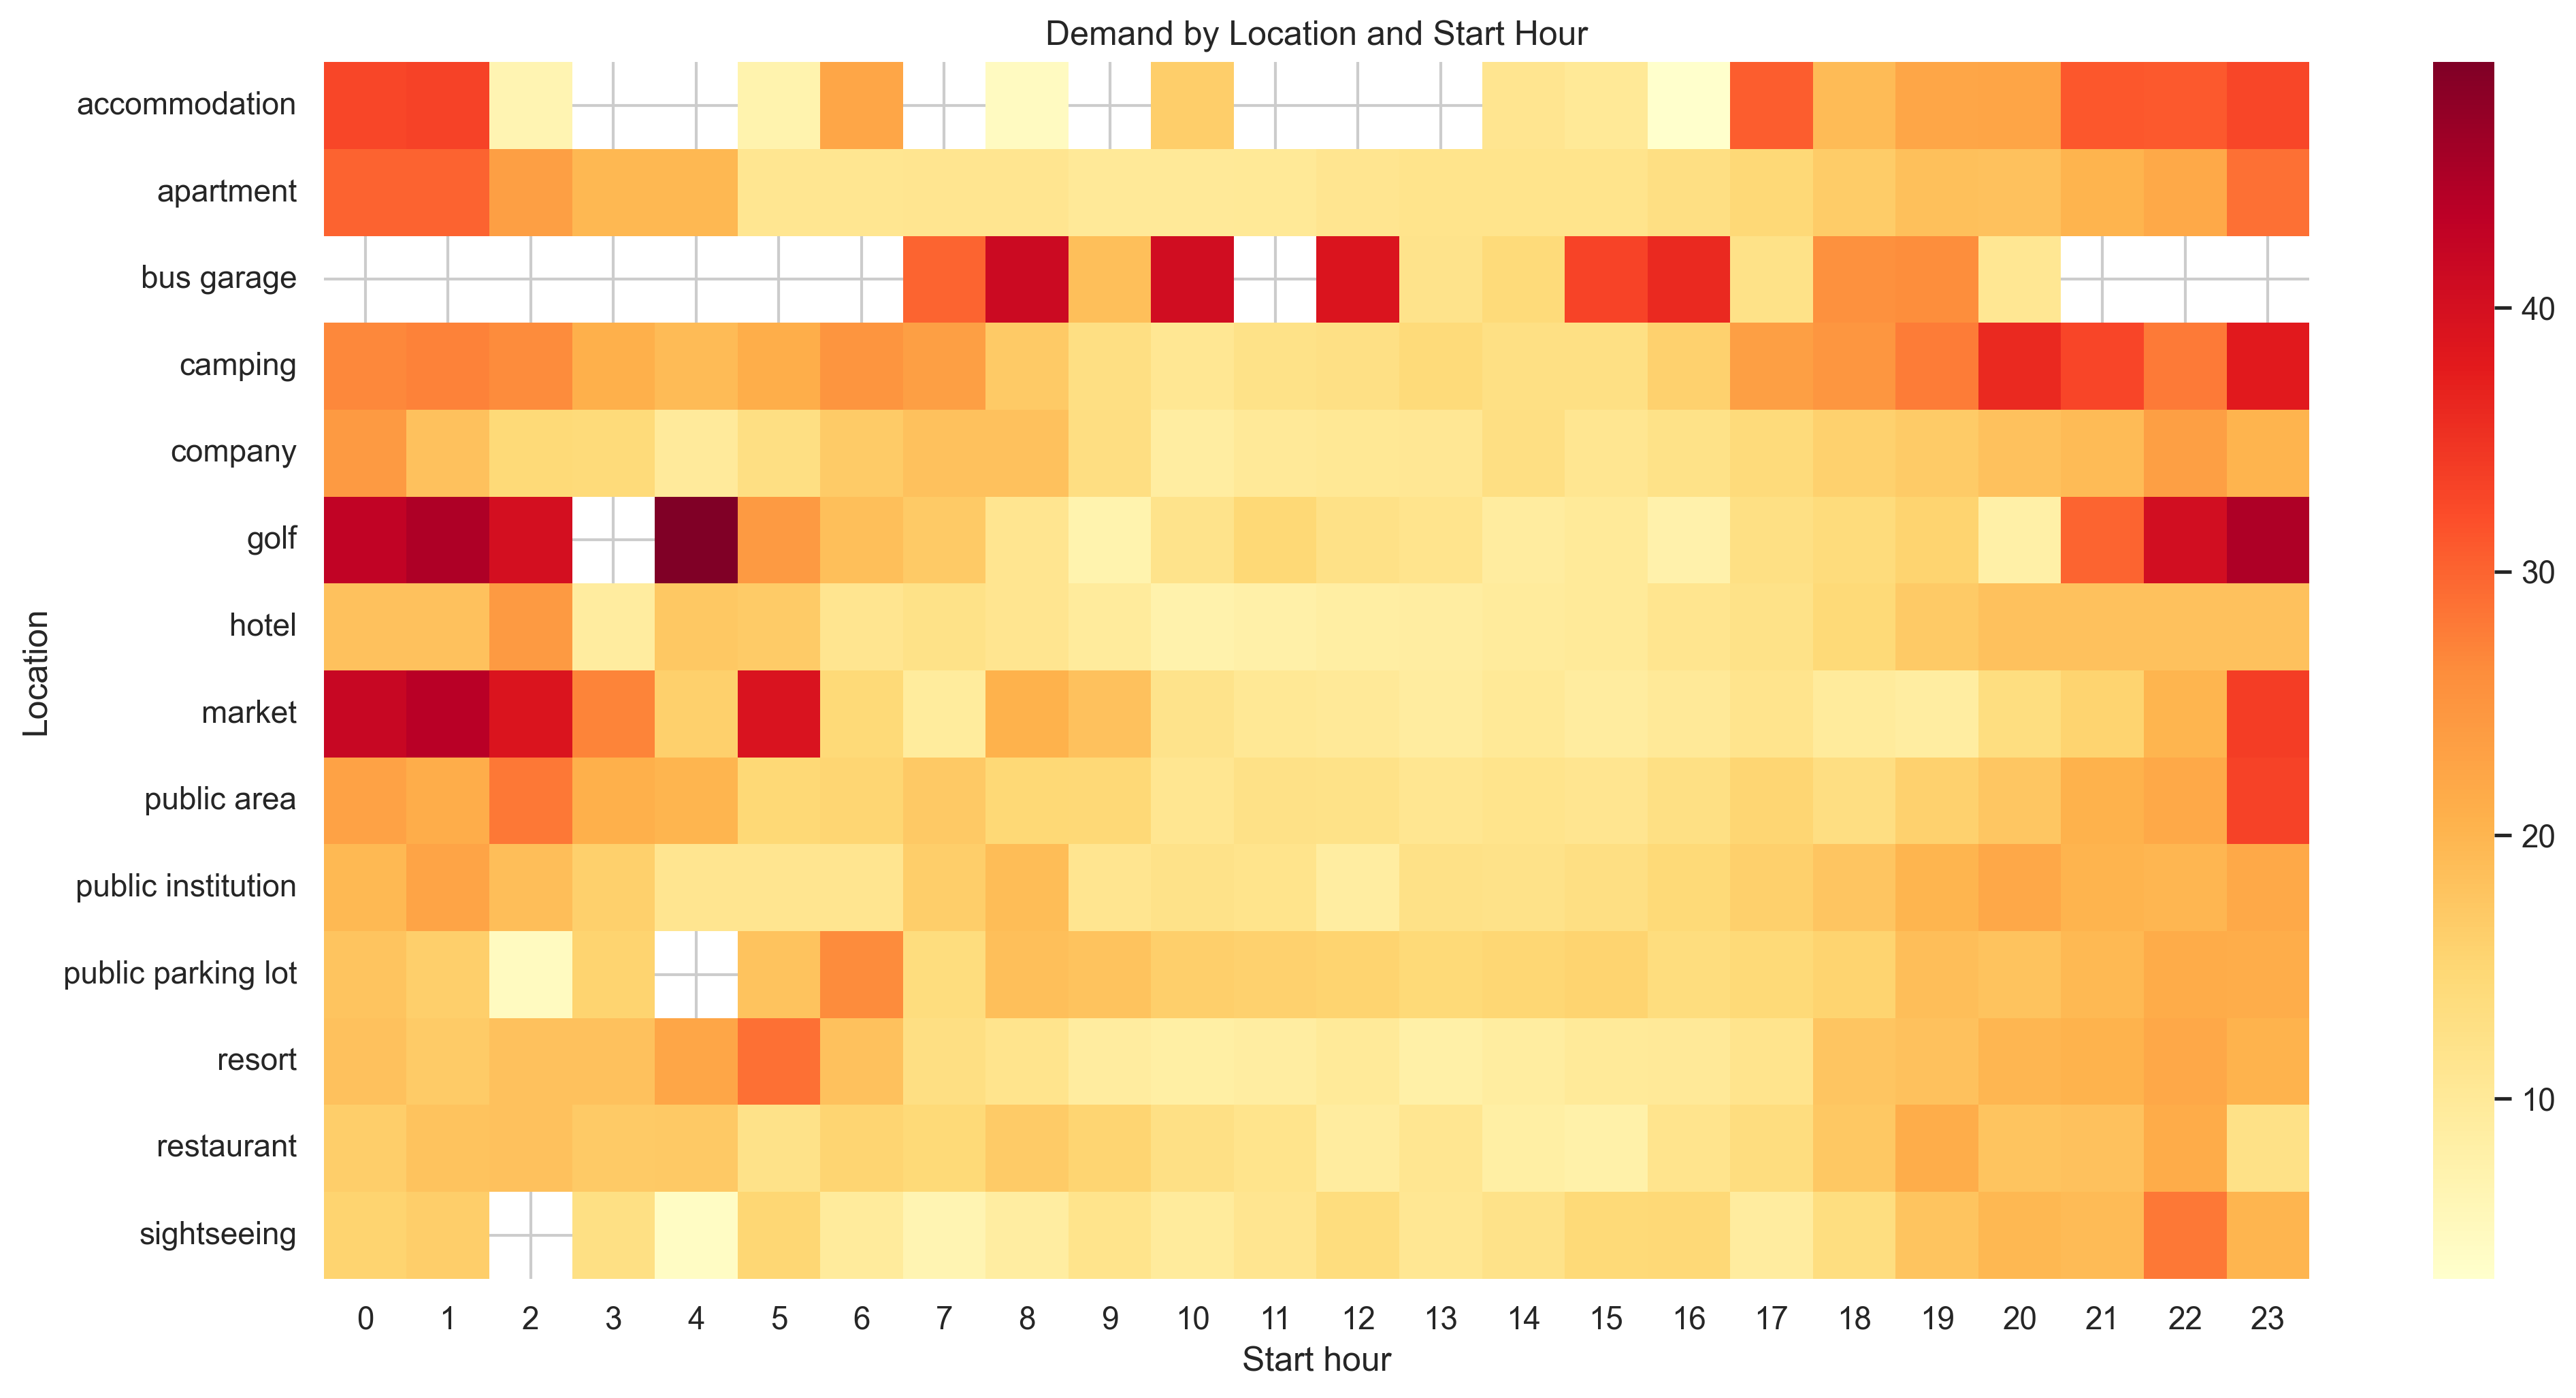 Demand by Location and Start Hour
accommodation
apartment
bus garage
camping
company
golf
hotel
market
public area
public institution
public parking lot
resort
restaurant
sightseeing
Location
0 1 2 3 4 5 6 7 8 9 10 11 12 13 14 15 16 17 18 19 20 21 22 23
Start hour
40
30
20
10